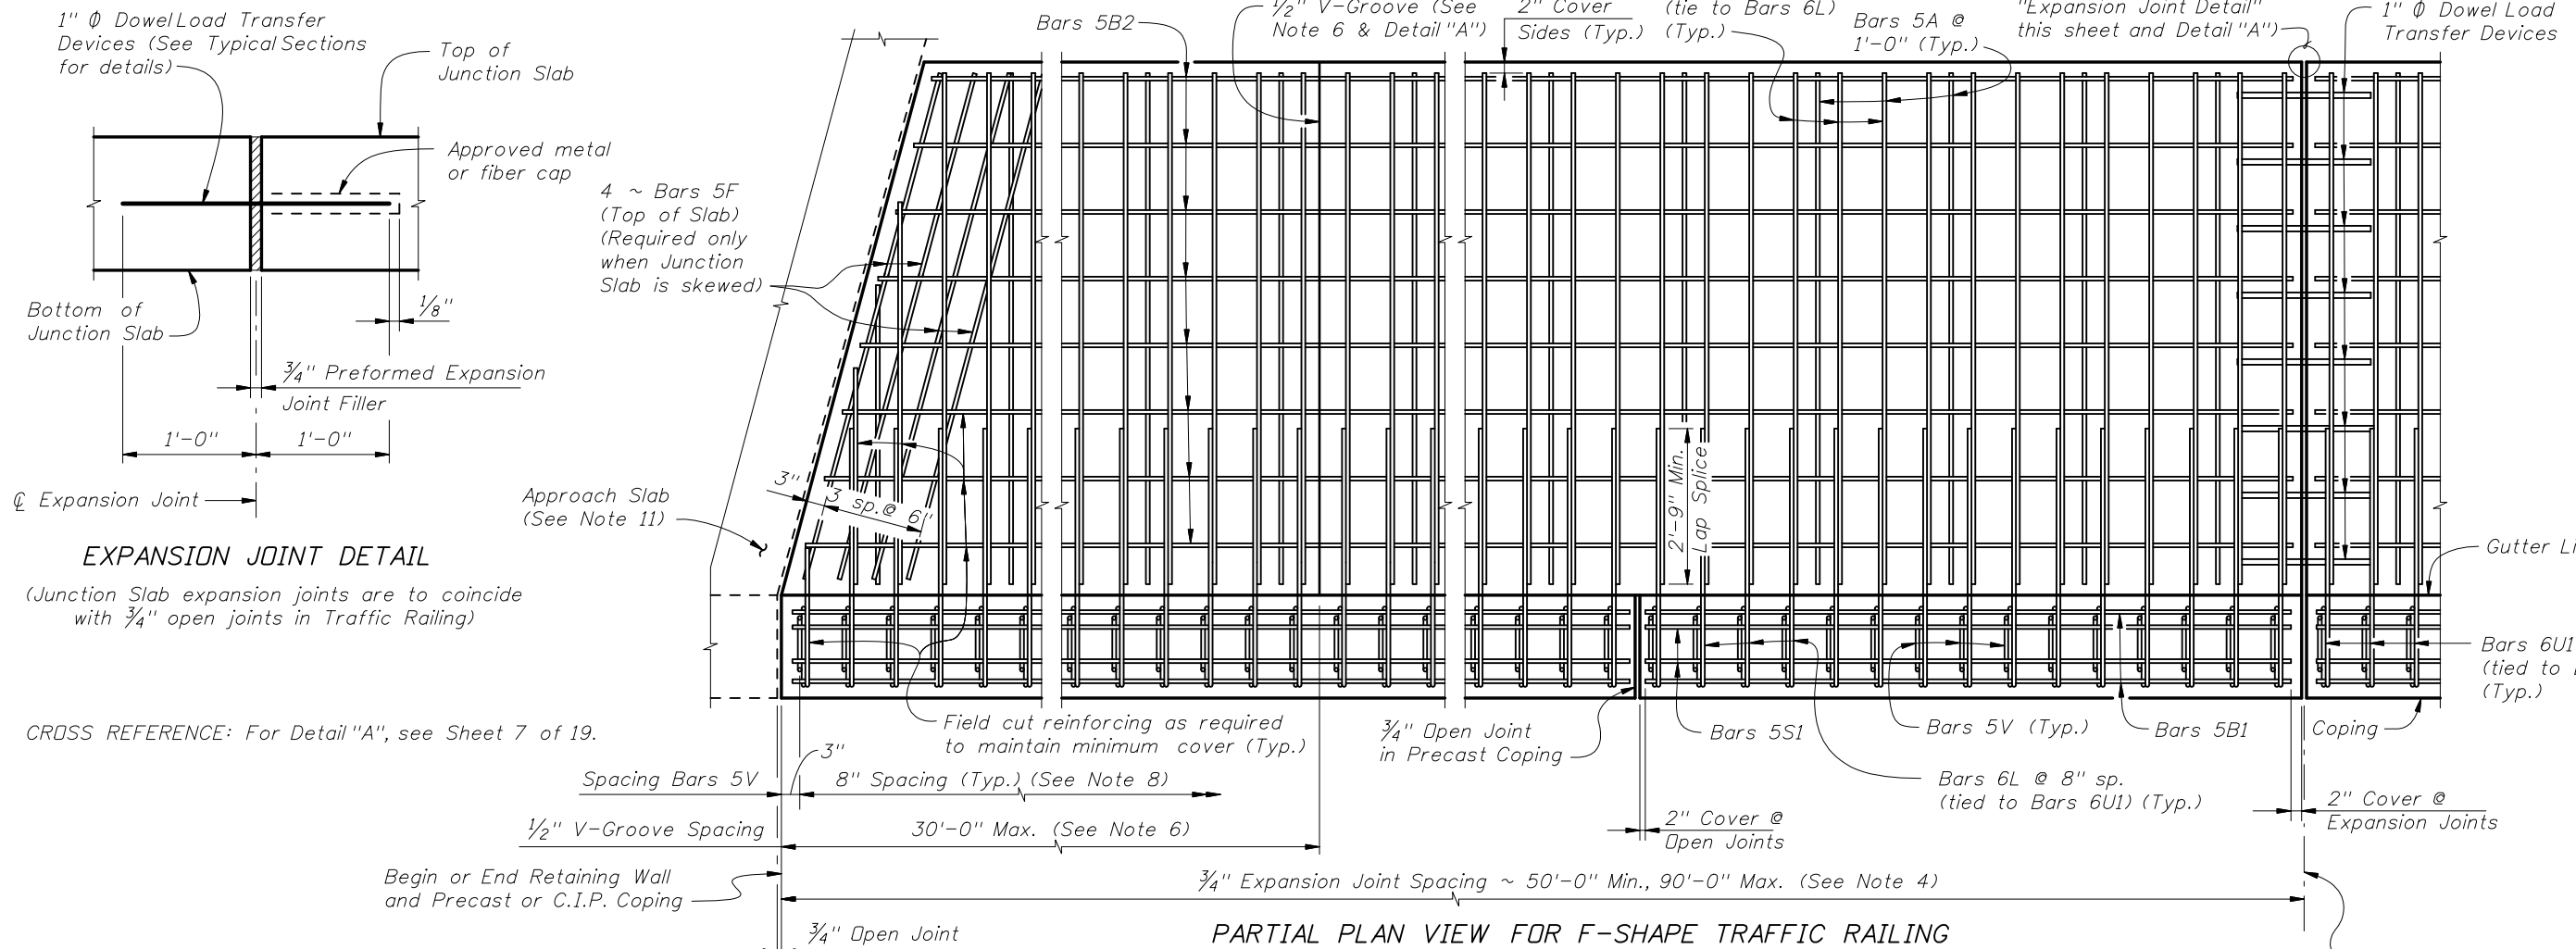 1" Φ Dowel Load Transfer
Devices (See Typical Sections
for details)
Top of
Junction Slab
Approved metal
or fiber cap
Bottom of
Junction Slab
1/8"
3/4" Preformed Expansion
Joint Filler
1'-0"
1'-0"
℄ Expansion Joint
EXPANSION JOINT DETAIL
(Junction Slab expansion joints are to coincide
with 3/4" open joints in Traffic Railing)
CROSS REFERENCE: For Detail "A", see Sheet 7 of 19.
Bars 5B2
1/2" V-Groove (See
Note 6 & Detail "A")
2" Cover
Sides (Typ.)
(tie to Bars 6L)
(Typ.)
Bars 5A @
1'-0" (Typ.)
"Expansion Joint Detail"
this sheet and Detail "A")
1" Φ Dowel Load
Transfer Devices
4 ~ Bars 5F
(Top of Slab)
(Required only
when Junction
Slab is skewed)
3"
3 sp.@ 6"
Approach Slab
(See Note 11)
2'-9" Min.
Lap Splice
Gutter Li
Bars 6U1
(tied to
(Typ.)
Field cut reinforcing as required
to maintain minimum cover (Typ.)
3/4" Open Joint
in Precast Coping
Bars 5S1
Bars 5V (Typ.)
Bars 5B1
Coping
Bars 6L @ 8" sp.
(tied to Bars 6U1) (Typ.)
Spacing Bars 5V
3"
8" Spacing (Typ.) (See Note 8)
1/2" V-Groove Spacing
30'-0" Max. (See Note 6)
2" Cover @
Open Joints
2" Cover @
Expansion Joints
Begin or End Retaining Wall
and Precast or C.I.P. Coping
3/4" Expansion Joint Spacing ~ 50'-0" Min., 90'-0" Max. (See Note 4)
3/4" Open Joint
PARTIAL PLAN VIEW FOR F-SHAPE TRAFFIC RAILING